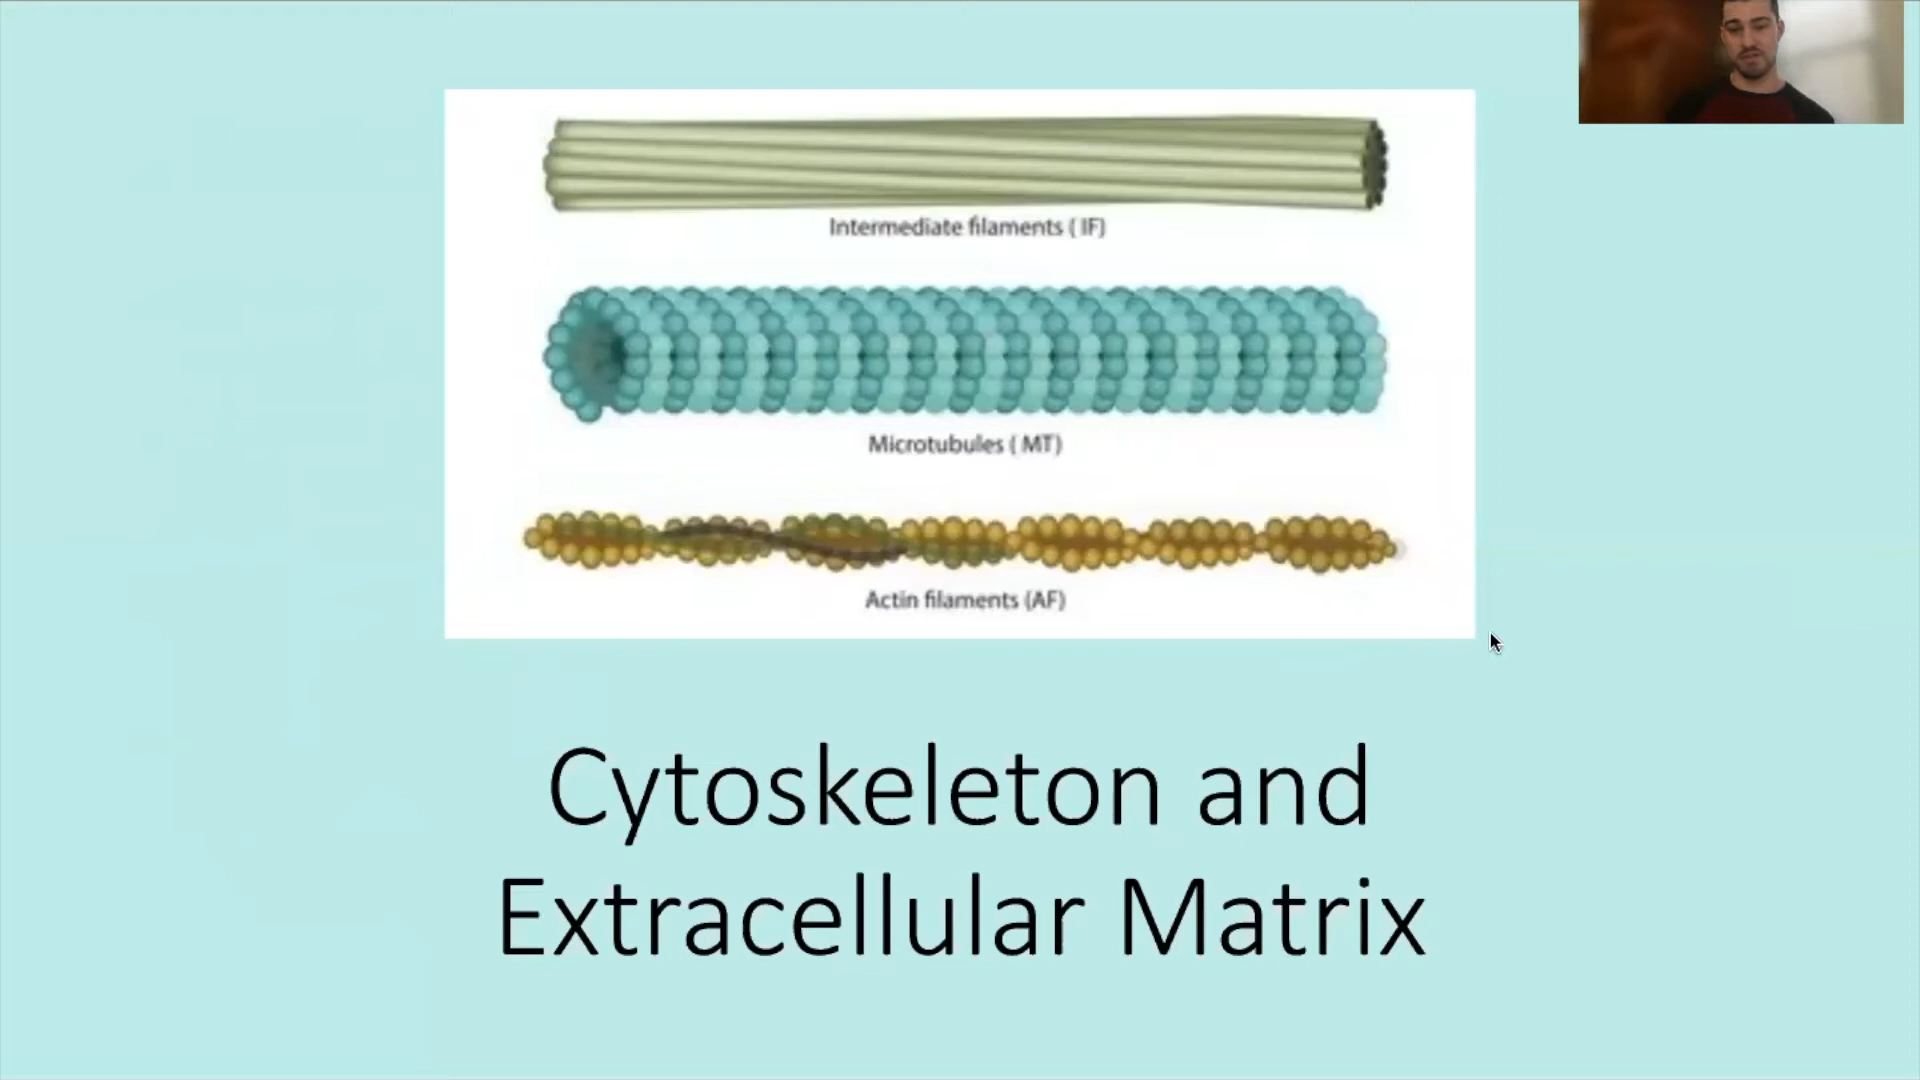 Intermediate filaments ( IF)
Microtubules ( MT)
Actin filaments (AF)
Cytoskeleton and
Extracellular Matrix